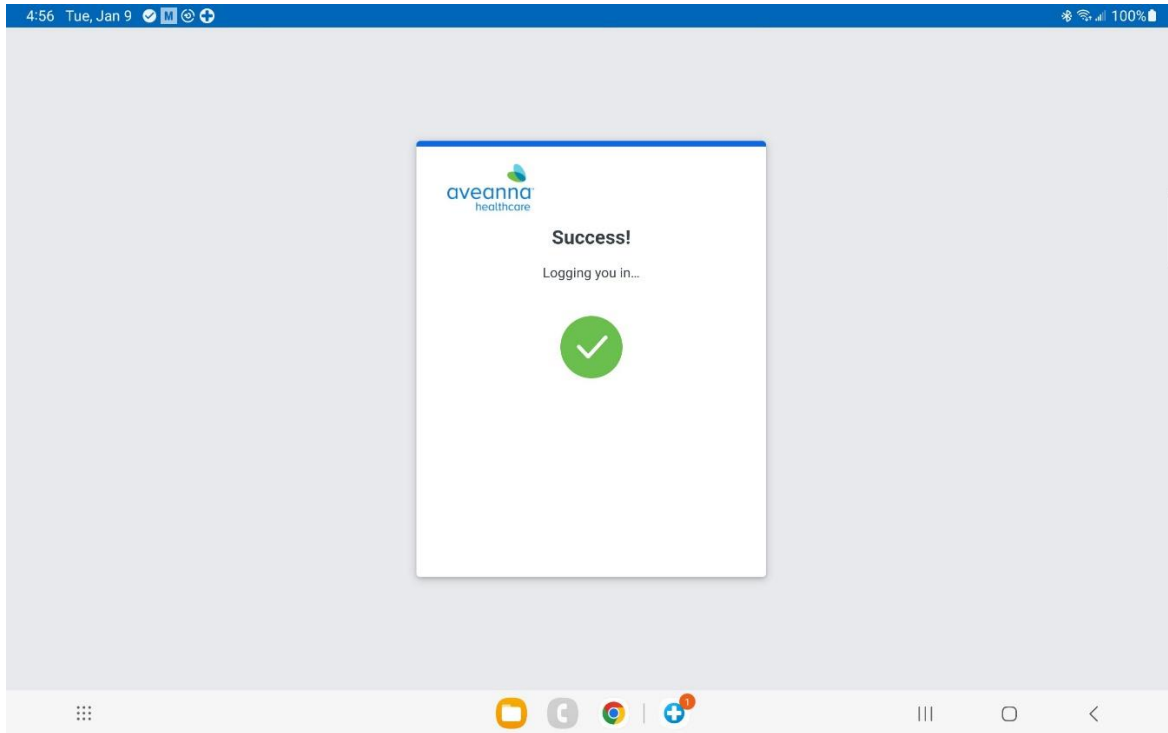 4:56 Tue, Jan 9 M 100%
aveanna
healthcare
Success!
Logging you in...
1